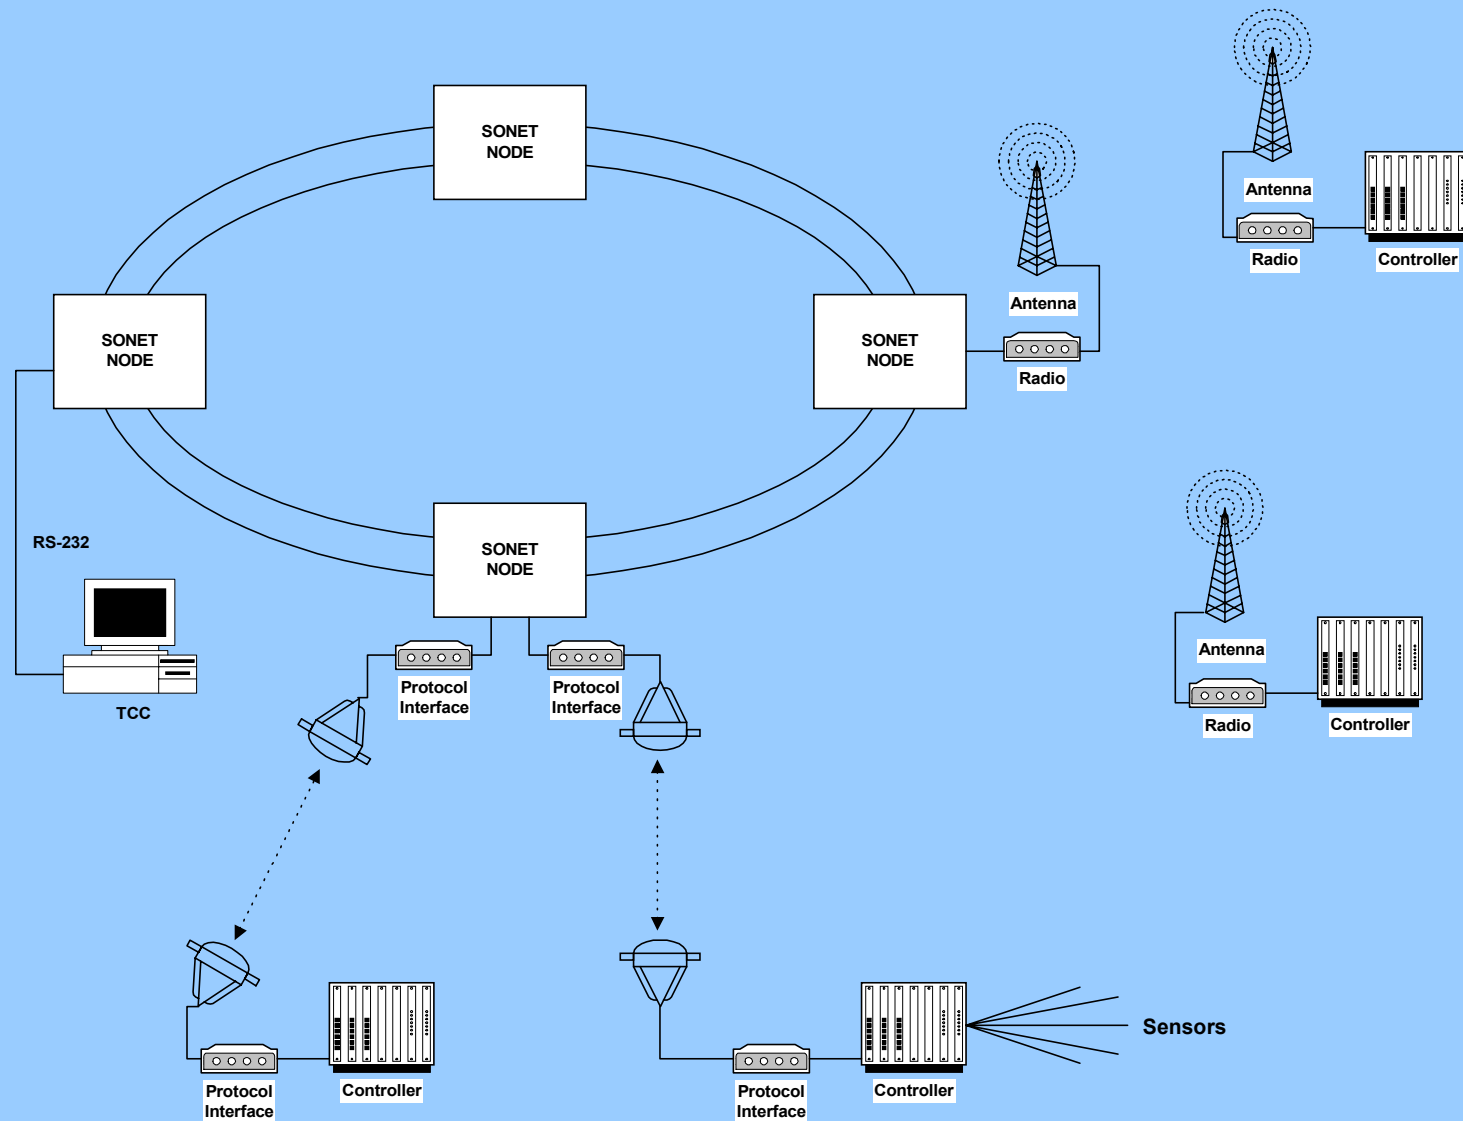 SONET
NODE
Antenna
Radio
Controller
SONET
NODE
SONET
NODE
Antenna
Radio
RS-232
TCC
SONET
NODE
Protocol
Interface
Protocol
Interface
Antenna
Radio
Controller
Protocol
Interface
Controller
Protocol
Interface
Controller
Sensors